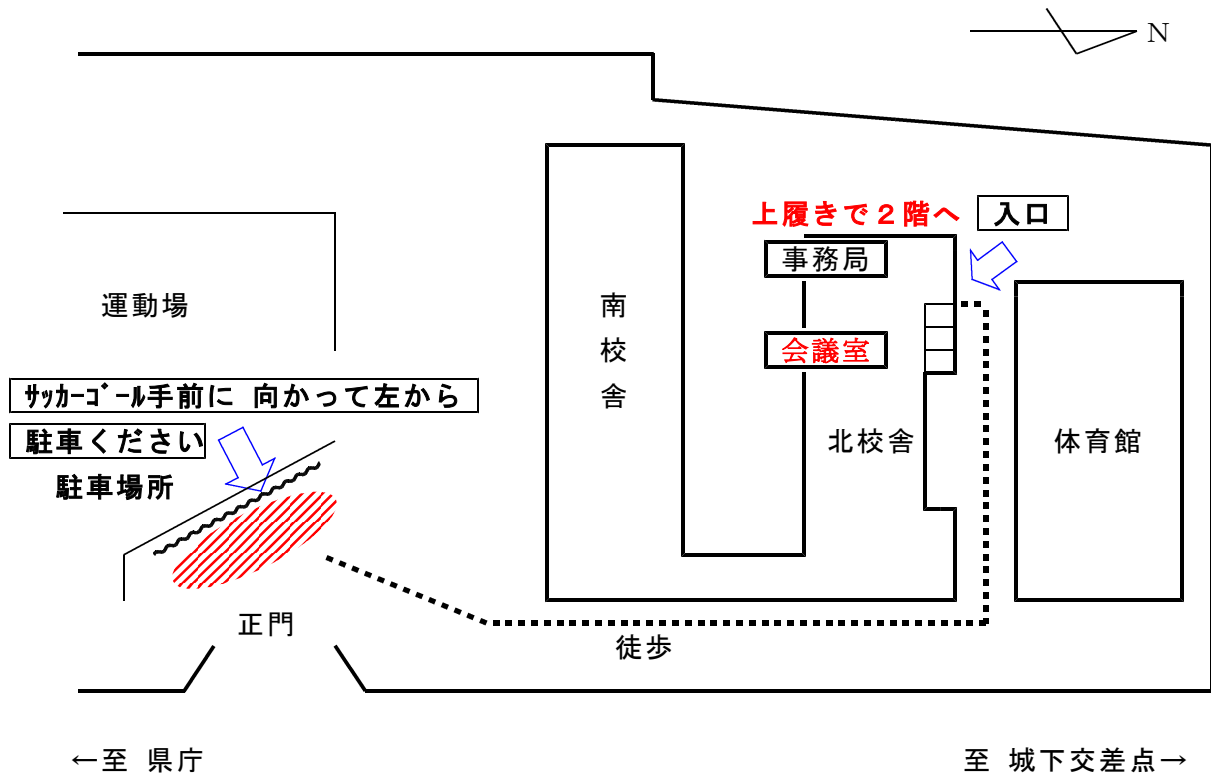 N
上履きで２階へ
入口
事務局
運動場
南校舎
会議室
ｻｯｶｰｺﾞｰﾙ手前に 向かって左から
駐車ください
北校舎
体育館
駐車場所
正門
徒歩
←至 県庁
至 城下交差点→